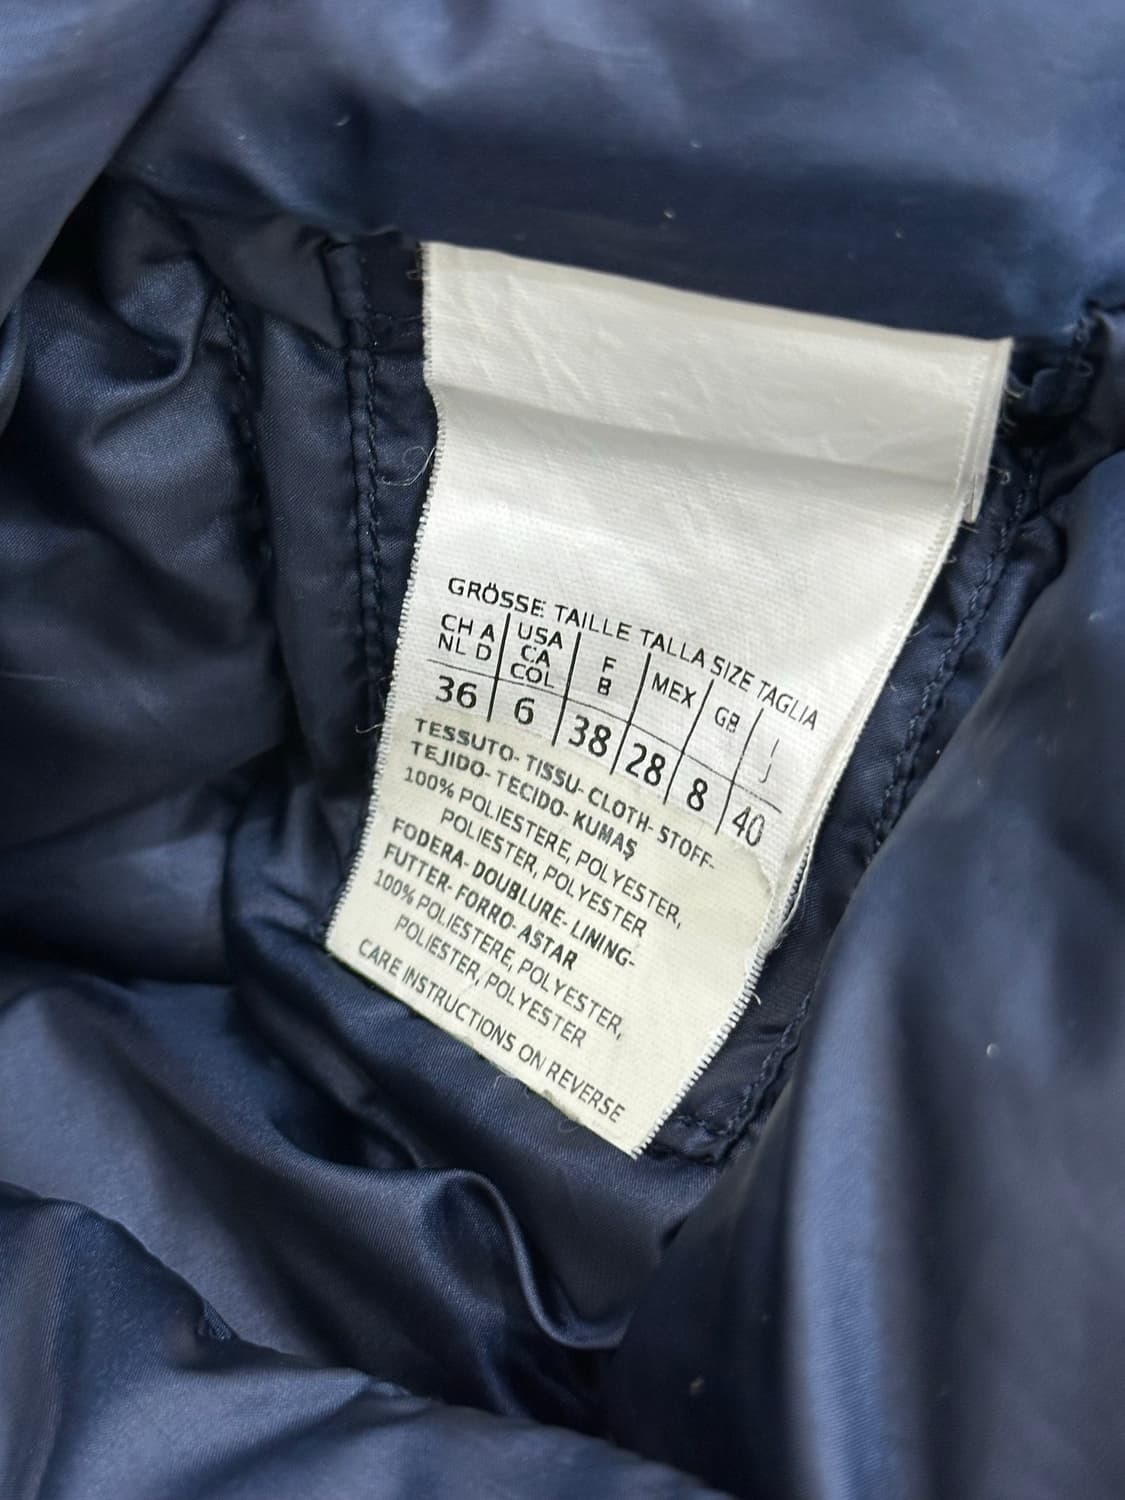 GRÖSSE TAILLE TALLA SIZE TAGLIA
CH A NL D | USA CA COL | F B | MEX | GB | I J
36 | 6 | 38 | 28 | 8 | 40
TESSUTO- TISSU- CLOTH- STOFF-
TEJIDO- TECIDO- KUMAŞ
100% POLIESTERE, POLYESTER,
POLIESTER, POLYESTER
FODERA- DOUBLURE- LINING-
FUTTER- FORRO- ASTAR
100% POLIESTERE, POLYESTER,
POLIESTER, POLYESTER
CARE INSTRUCTIONS ON REVERSE